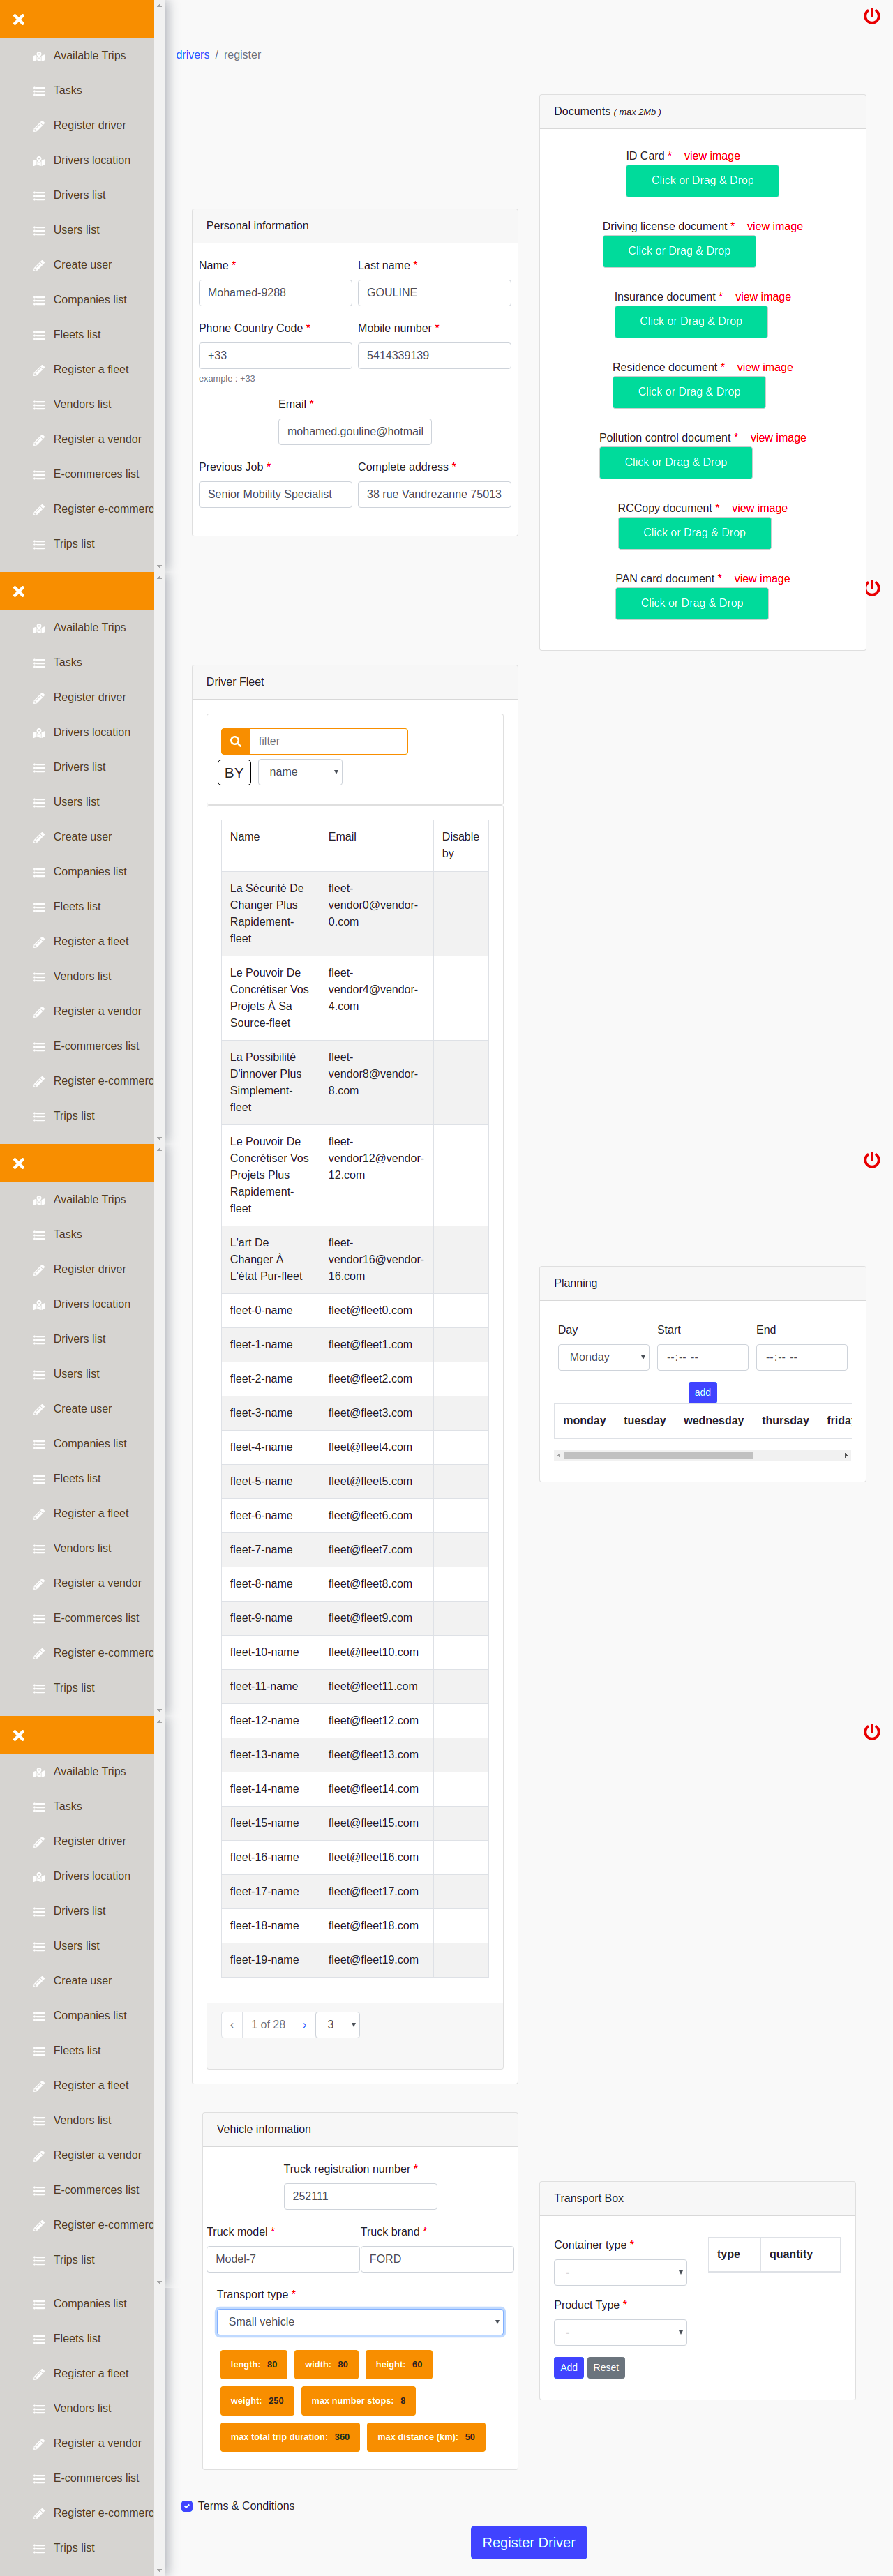 Available Trips
Tasks
Register driver
Drivers location
Drivers list
Users list
Create user
Companies list
Fleets list
Register a fleet
Vendors list
Register a vendor
E-commerces list
Register e-commerc
Trips list
Available Trips
Tasks
Register driver
Drivers location
Drivers list
Users list
Create user
Companies list
Fleets list
Register a fleet
Vendors list
Register a vendor
E-commerces list
Register e-commerc
Trips list
Available Trips
Tasks
Register driver
Drivers location
Drivers list
Users list
Create user
Companies list
Fleets list
Register a fleet
Vendors list
Register a vendor
E-commerces list
Register e-commerc
Trips list
Available Trips
Tasks
Register driver
Drivers location
Drivers list
Users list
Create user
Companies list
Fleets list
Register a fleet
Vendors list
Register a vendor
E-commerces list
Register e-commerc
Trips list
Companies list
Fleets list
Register a fleet
Vendors list
Register a vendor
E-commerces list
Register e-commerc
Trips list
drivers / register
Personal information
Name * Last name *
Mohamed-9288 GOULINE
Phone Country Code * Mobile number *
+33 5414339139
example : +33
Email *
mohamed.gouline@hotmail
Previous Job * Complete address *
Senior Mobility Specialist 38 rue Vandrezanne 75013
Documents ( max 2Mb )
ID Card * view image
Click or Drag & Drop
Driving license document * view image
Click or Drag & Drop
Insurance document * view image
Click or Drag & Drop
Residence document * view image
Click or Drag & Drop
Pollution control document * view image
Click or Drag & Drop
RCCopy document * view image
Click or Drag & Drop
PAN card document * view image
Click or Drag & Drop
Driver Fleet
filter
BY name
Name Email Disable by
La Sécurité De Changer Plus Rapidement-fleet fleet-vendor0@vendor-0.com
Le Pouvoir De Concrétiser Vos Projets À Sa Source-fleet fleet-vendor4@vendor-4.com
La Possibilité D'innover Plus Simplement-fleet fleet-vendor8@vendor-8.com
Le Pouvoir De Concrétiser Vos Projets Plus Rapidement-fleet fleet-vendor12@vendor-12.com
L'art De Changer À L'état Pur-fleet fleet-vendor16@vendor-16.com
fleet-0-name fleet@fleet0.com
fleet-1-name fleet@fleet1.com
fleet-2-name fleet@fleet2.com
fleet-3-name fleet@fleet3.com
fleet-4-name fleet@fleet4.com
fleet-5-name fleet@fleet5.com
fleet-6-name fleet@fleet6.com
fleet-7-name fleet@fleet7.com
fleet-8-name fleet@fleet8.com
fleet-9-name fleet@fleet9.com
fleet-10-name fleet@fleet10.com
fleet-11-name fleet@fleet11.com
fleet-12-name fleet@fleet12.com
fleet-13-name fleet@fleet13.com
fleet-14-name fleet@fleet14.com
fleet-15-name fleet@fleet15.com
fleet-16-name fleet@fleet16.com
fleet-17-name fleet@fleet17.com
fleet-18-name fleet@fleet18.com
fleet-19-name fleet@fleet19.com
‹ 1 of 28 › 3
Planning
Day Start End
Monday --:-- -- --:-- --
add
monday tuesday wednesday thursday frida
Vehicle information
Truck registration number *
252111
Truck model * Truck brand *
Model-7 FORD
Transport type *
Small vehicle
length: 80 width: 80 height: 60
weight: 250 max number stops: 8
max total trip duration: 360 max distance (km): 50
Transport Box
Container type * type quantity
-
Product Type *
-
Add Reset
Terms & Conditions
Register Driver